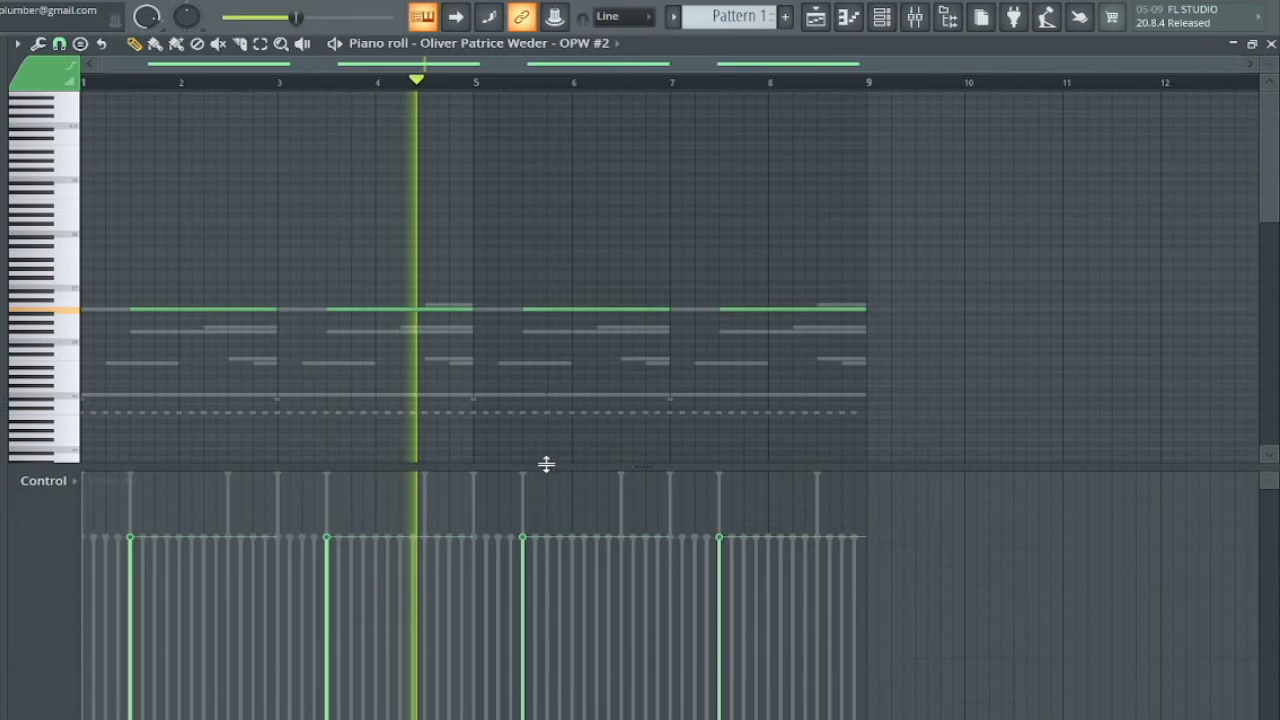 plumber@gmail.com
Line
Pattern 1
+
05-09 FL STUDIO
20.8.4 Released
Piano roll - Oliver Patrice Weder - OPW #2
1 2 3 4 5 6 7 8 9 10 11 12
Control